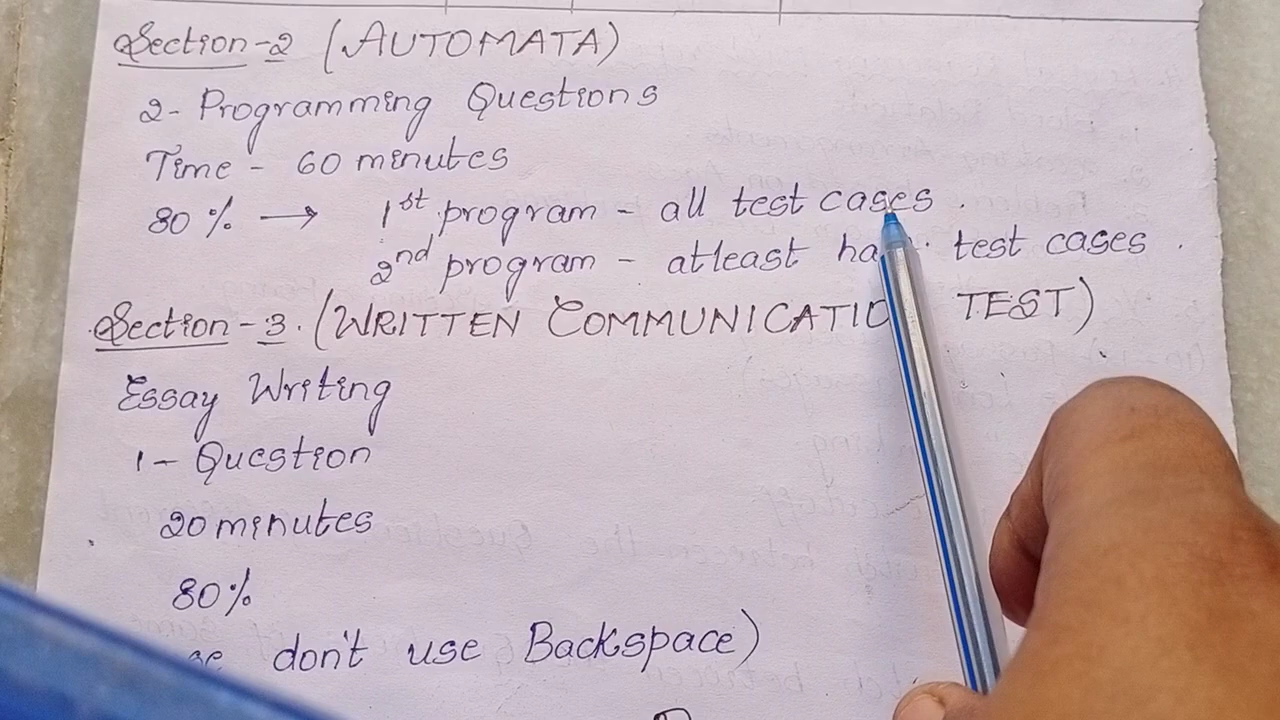 Section-2 (AUTOMATA)
2- Programming Questions
Time - 60 minutes
80% → 1st program - all test cases.
2nd program - atleast test cases.
Section-3. (WRITTEN COMMUNICATION TEST)
Essay Writing
1- Question
20 minutes
80%
don't use Backspace)